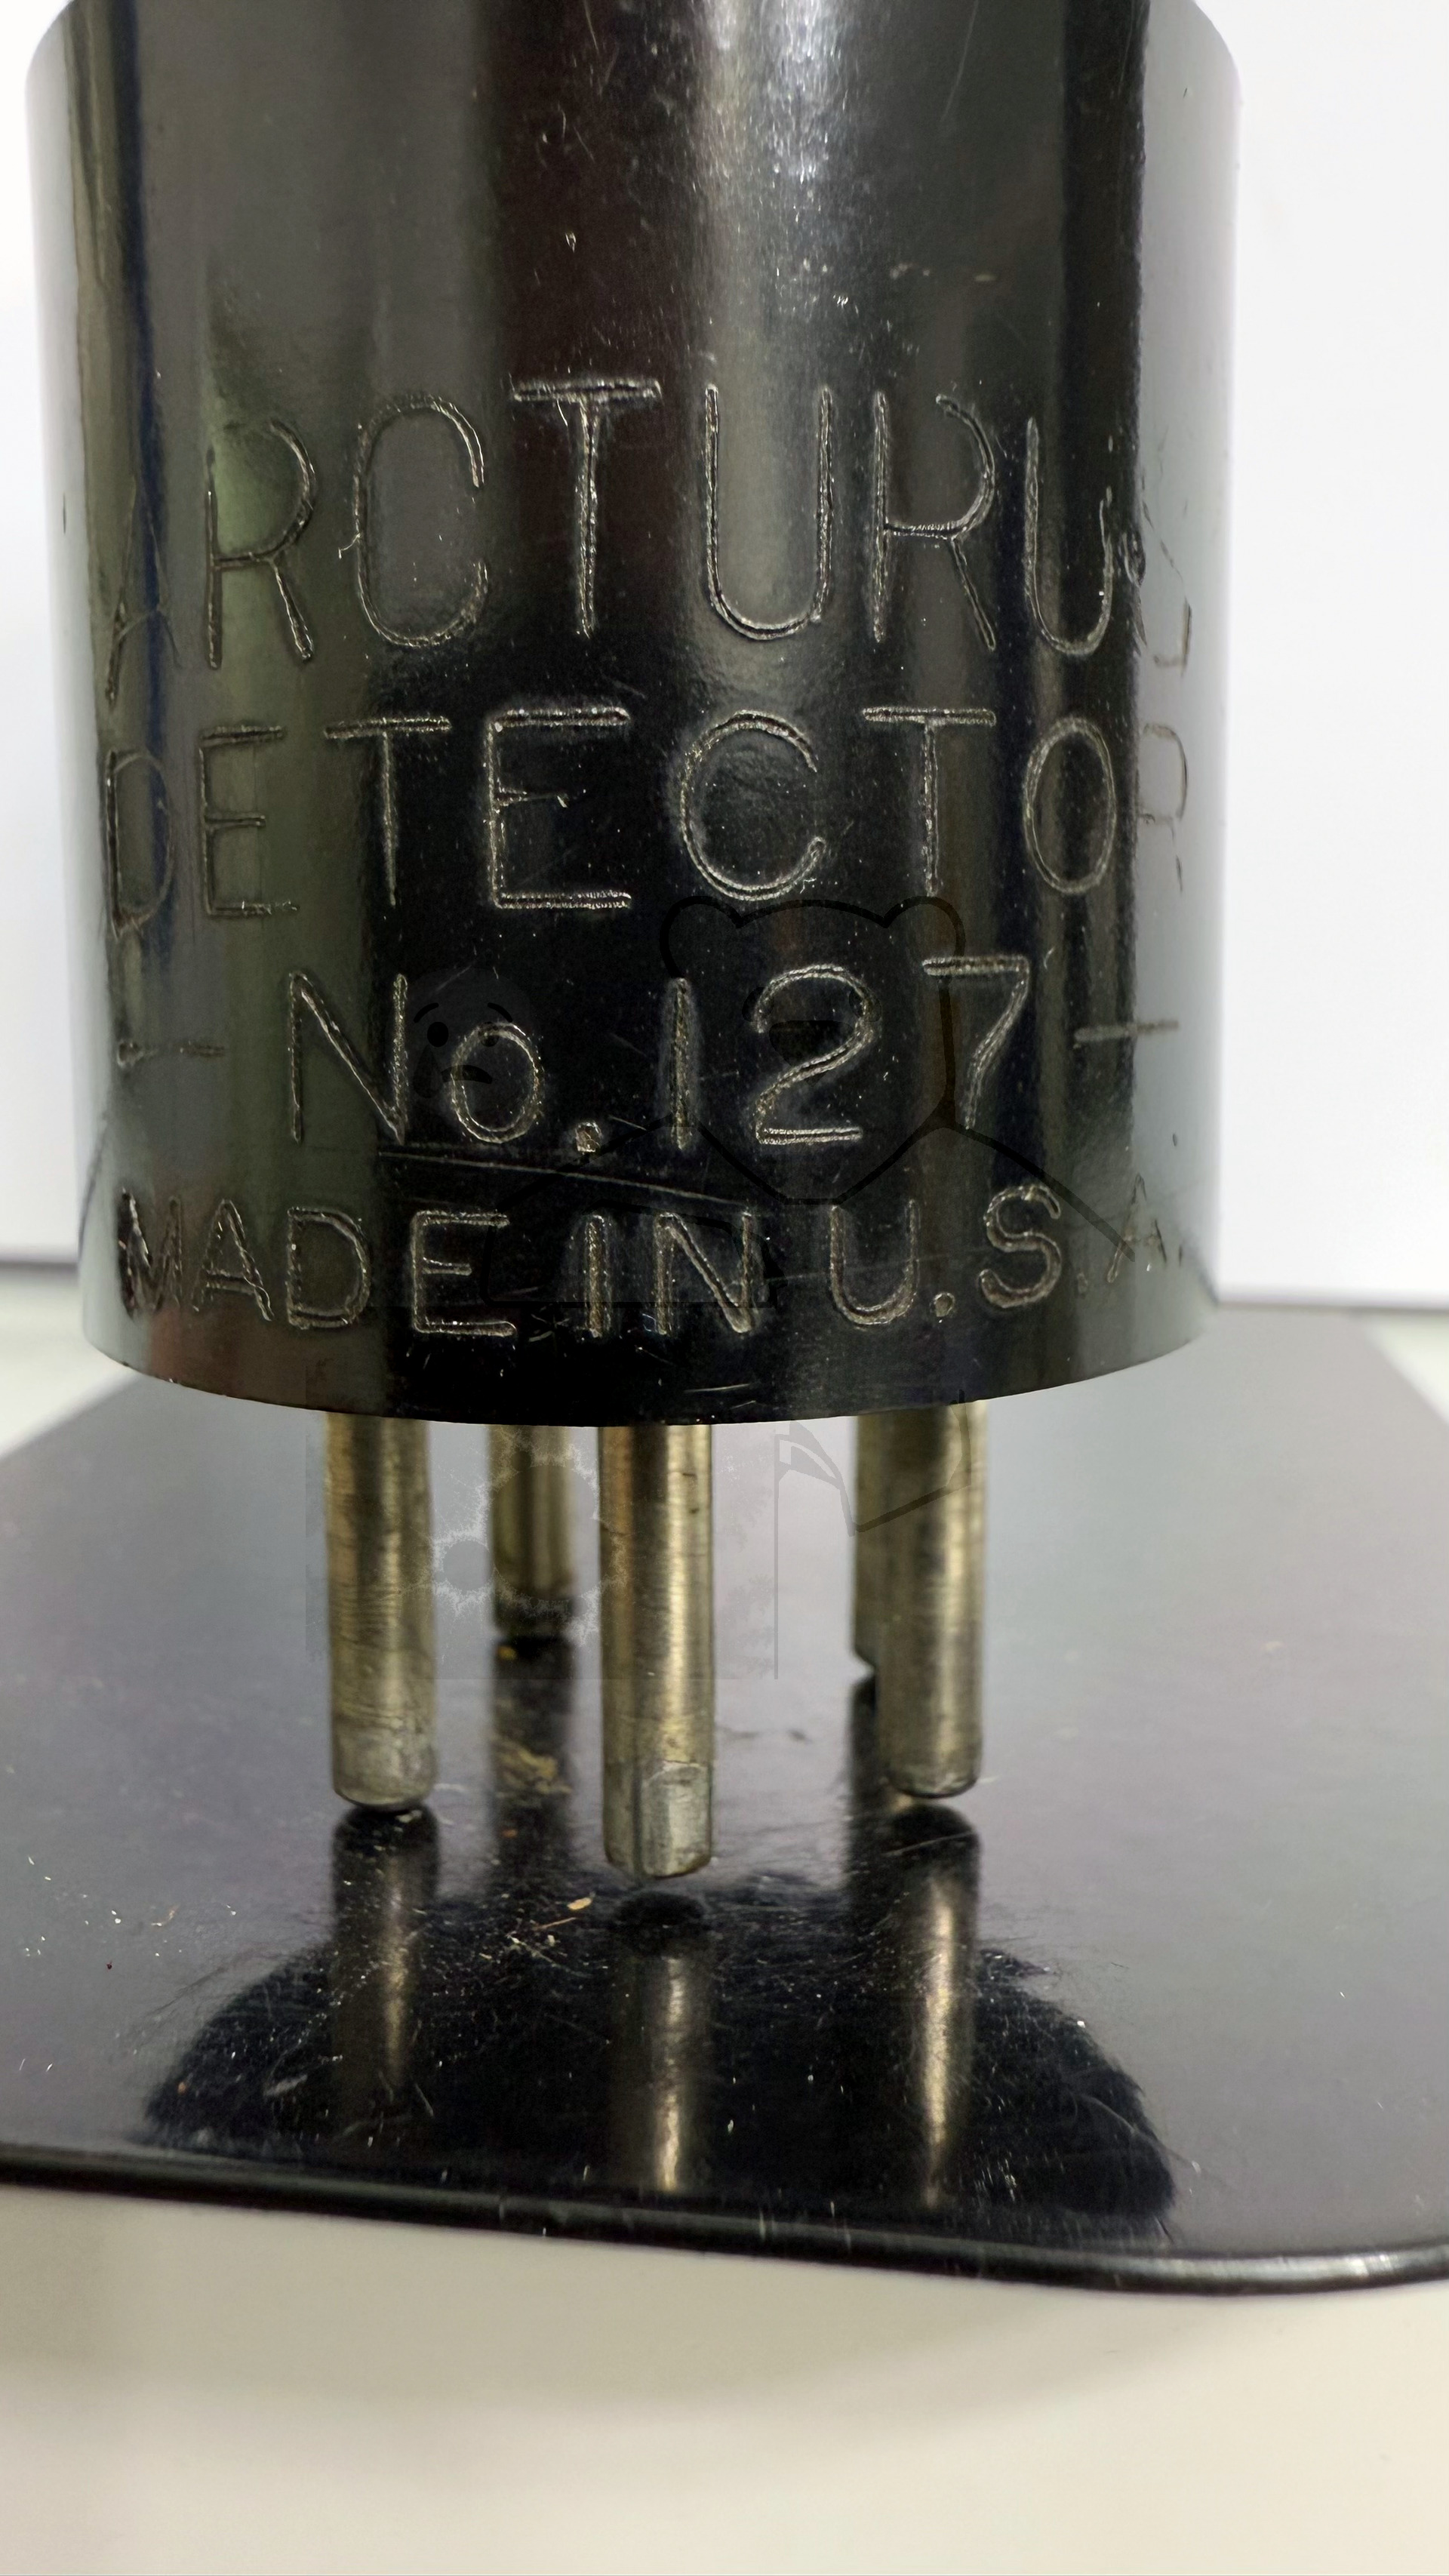 ARCTURUS
DETECTOR
— No. 127 —
MADE IN U.S.A.